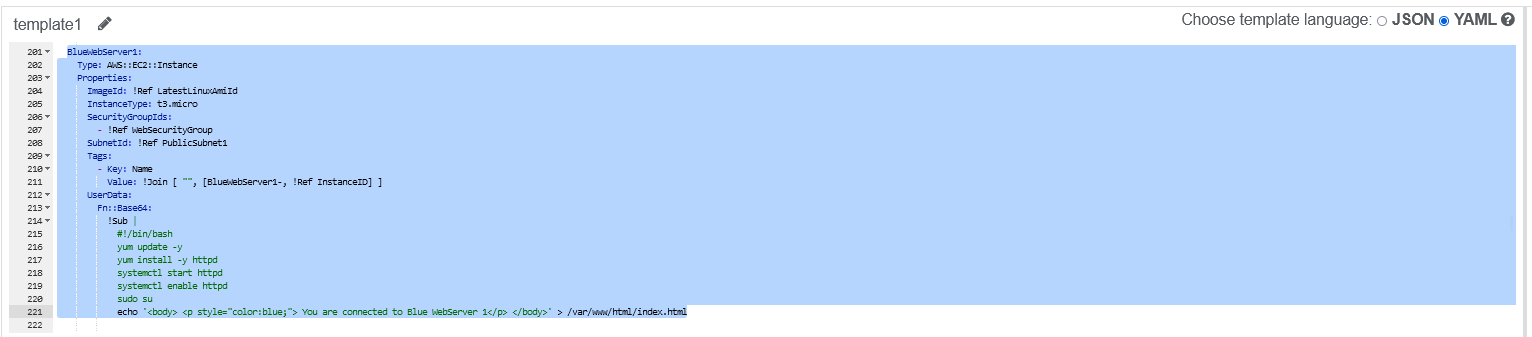 template1
Choose template language: JSON YAML
201 BlueWebServer1:
202 Type: AWS::EC2::Instance
203 Properties:
204 ImageId: !Ref LatestLinuxAmiId
205 InstanceType: t3.micro
206 SecurityGroupIds:
207 - !Ref WebSecurityGroup
208 SubnetId: !Ref PublicSubnet1
209 Tags:
210 - Key: Name
211 Value: !Join [ "", [BlueWebServer1-, !Ref InstanceID] ]
212 UserData:
213 Fn::Base64:
214 !Sub |
215 #!/bin/bash
216 yum update -y
217 yum install -y httpd
218 systemctl start httpd
219 systemctl enable httpd
220 sudo su
221 echo '<body> <p style="color:blue;"> You are connected to Blue WebServer 1</p> </body>' > /var/www/html/index.html
222